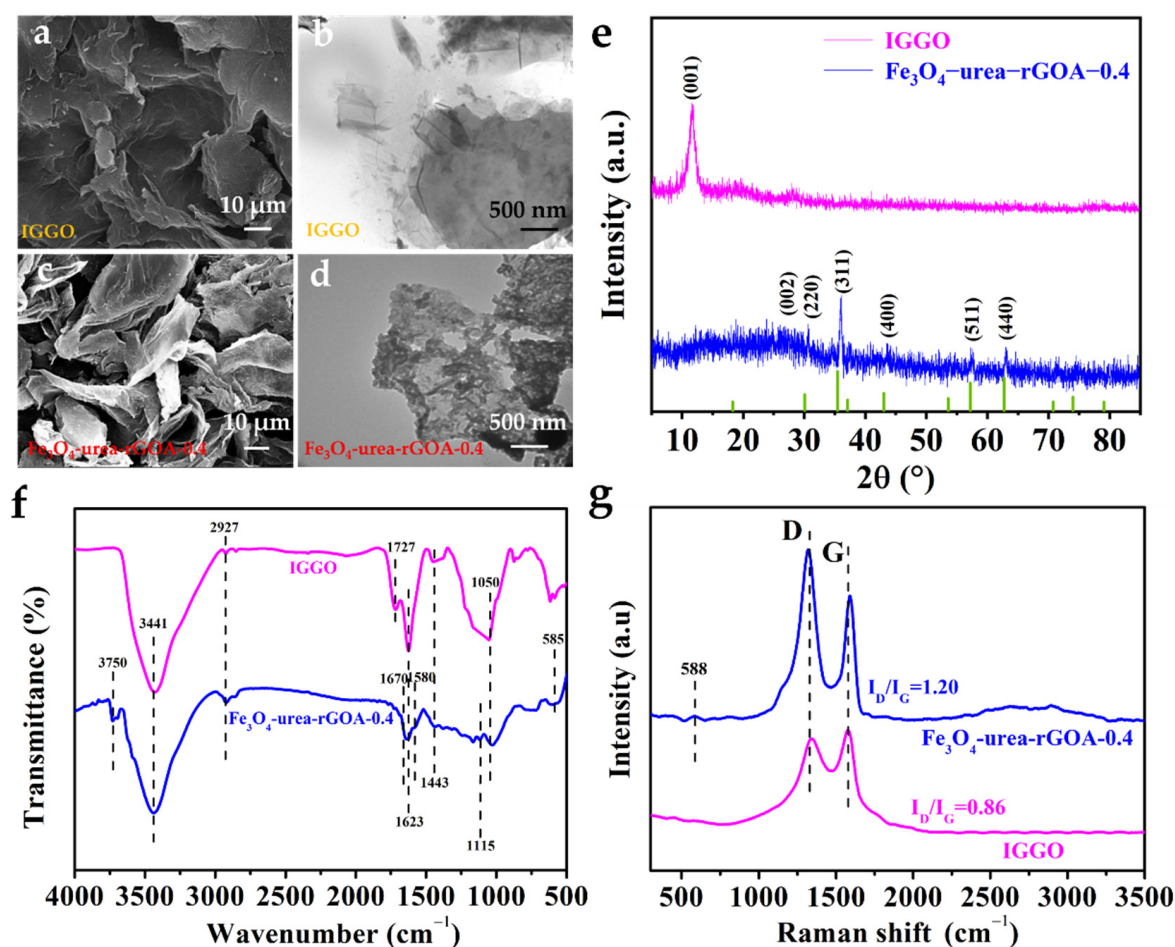 a
10 μm
IGGO
b
500 nm
IGGO
c
10 μm
Fe₃O₄-urea-rGOA-0.4
d
500 nm
Fe₃O₄-urea-rGOA-0.4
e
IGGO
Fe₃O₄−urea−rGOA−0.4
(001)
(002)
(220)
(311)
(400)
(511)
(440)
Intensity (a.u.)
10 20 30 40 50 60 70 80
2θ (°)
f
2927
1727
IGGO
1050
3441
585
3750
1670
1580
Fe₃O₄-urea-rGOA-0.4
1443
1623
1115
Transmittance (%)
4000 3500 3000 2500 2000 1500 1000 500
Wavenumber (cm⁻¹)
g
D
G
588
I_D/I_G=1.20
Fe₃O₄-urea-rGOA-0.4
I_D/I_G=0.86
IGGO
Intensity (a.u)
500 1000 1500 2000 2500 3000 3500
Raman shift (cm⁻¹)